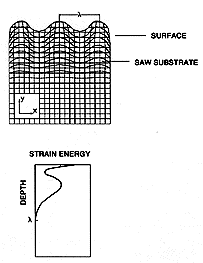 λ
SURFACE
SAW SUBSTRATE
y
x
STRAIN ENERGY
DEPTH
λ